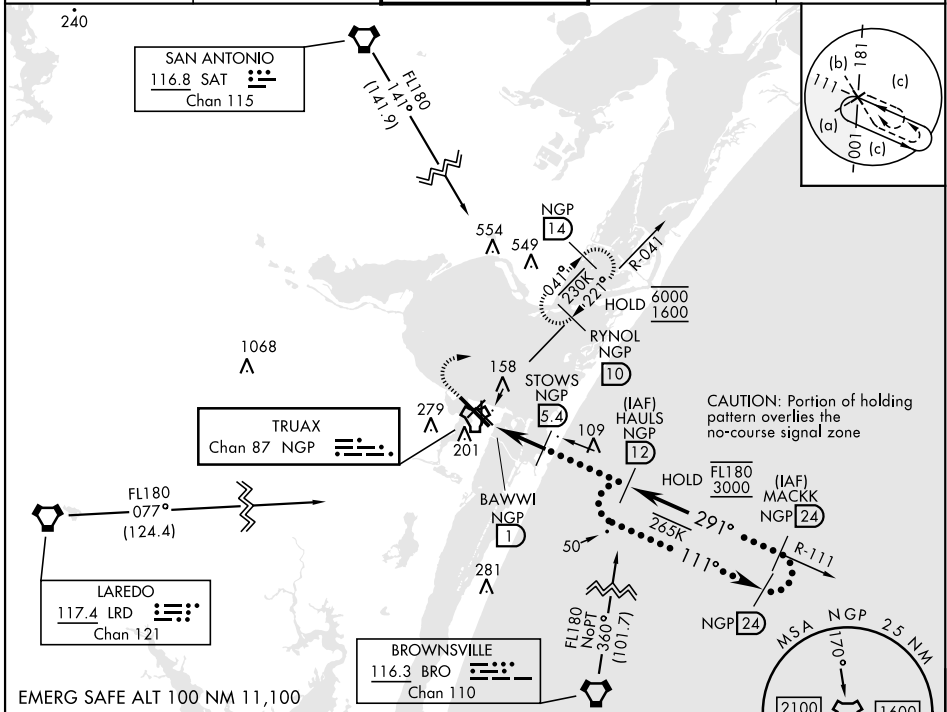 240
SAN ANTONIO
116.8 SAT
Chan 115
FL180
141°
(141.9)
181
(b)
111
(c)
(a)
(c)
001
554
549
NGP
14
R-041
041°
230K
221°
HOLD 6000
1600
RYNOL
NGP
10
1068
158
STOWS
NGP
5.4
279
201
109
TRUAX
Chan 87 NGP
(IAF)
HAULS
NGP
12
CAUTION: Portion of holding
pattern overlies the
no-course signal zone
HOLD FL180
3000
(IAF)
MACKK
NGP 24
291°
265K
111°
R-111
NGP 24
BAWWI
NGP
1
50
281
FL180
077°
(124.4)
LAREDO
117.4 LRD
Chan 121
FL180
NoPT
360°
(101.7)
BROWNSVILLE
116.3 BRO
Chan 110
EMERG SAFE ALT 100 NM 11,100
MSA NGP 25 NM
170°
2100
1600